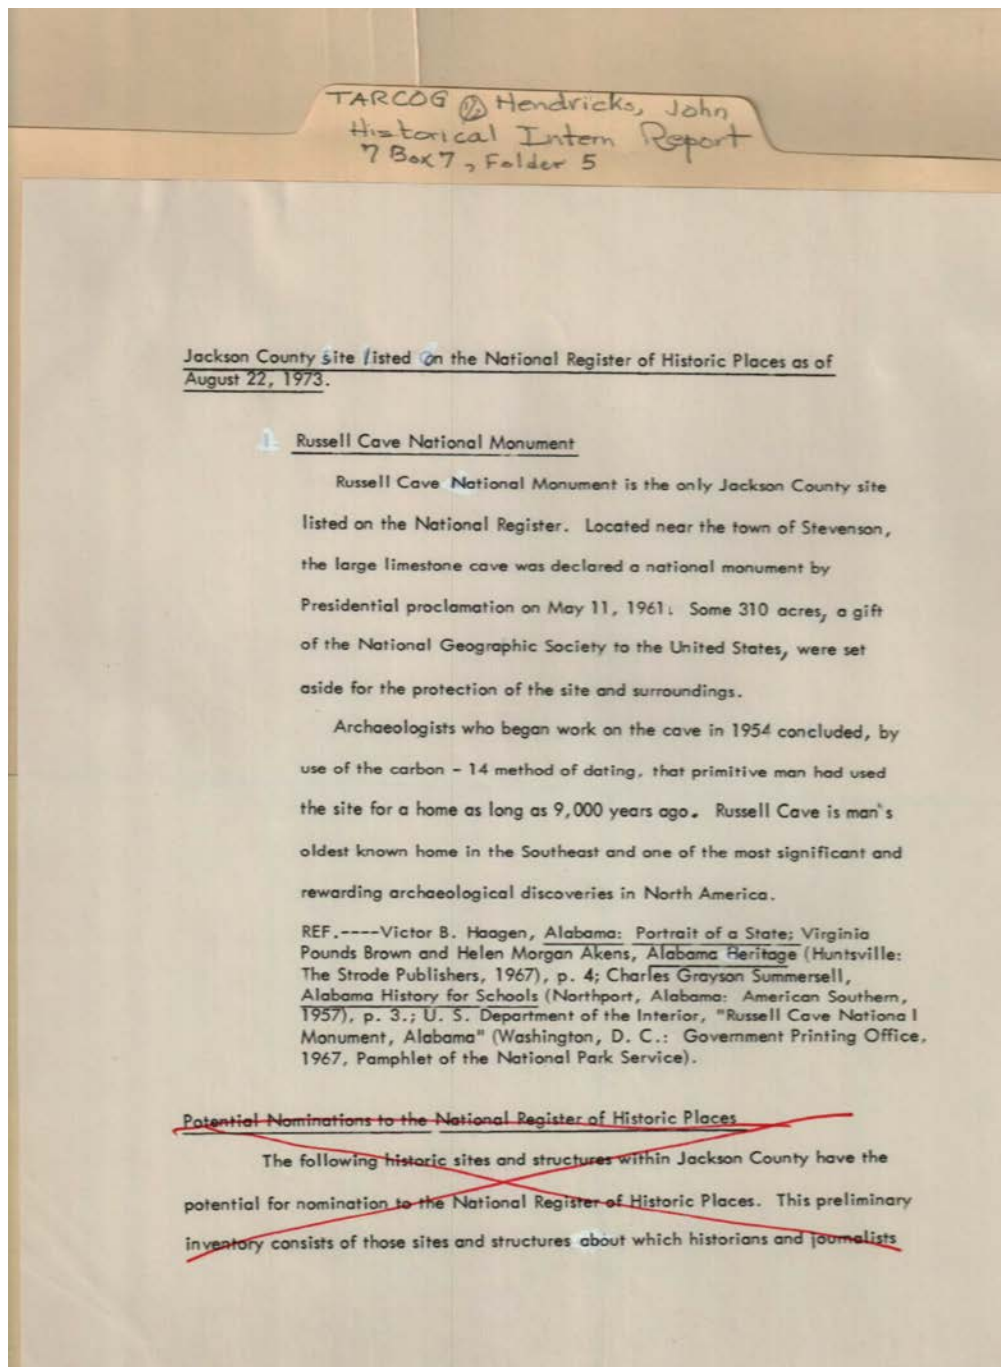 TARCOG 1/2 Hendricks, John
Historical Intern Report
7 Box 7, Folder 5
Jackson County site listed on the National Register of Historic Places as of
August 22, 1973.
1. Russell Cave National Monument
Russell Cave National Monument is the only Jackson County site
listed on the National Register. Located near the town of Stevenson,
the large limestone cave was declared a national monument by
Presidential proclamation on May 11, 1961. Some 310 acres, a gift
of the National Geographic Society to the United States, were set
aside for the protection of the site and surroundings.
Archaeologists who began work on the cave in 1954 concluded, by
use of the carbon - 14 method of dating, that primitive man had used
the site for a home as long as 9,000 years ago. Russell Cave is man's
oldest known home in the Southeast and one of the most significant and
rewarding archaeological discoveries in North America.
REF.----Victor B. Haagen, Alabama: Portrait of a State; Virginia
Pounds Brown and Helen Morgan Akens, Alabama Heritage (Huntsville:
The Strode Publishers, 1967), p. 4; Charles Grayson Summersell,
Alabama History for Schools (Northport, Alabama: American Southern,
1957), p. 3.; U. S. Department of the Interior, "Russell Cave Nationa l
Monument, Alabama" (Washington, D. C.: Government Printing Office,
1967, Pamphlet of the National Park Service).
Potential Nominations to the National Register of Historic Places
The following historic sites and structures within Jackson County have the
potential for nomination to the National Register of Historic Places. This preliminary
inventory consists of those sites and structures about which historians and journalists